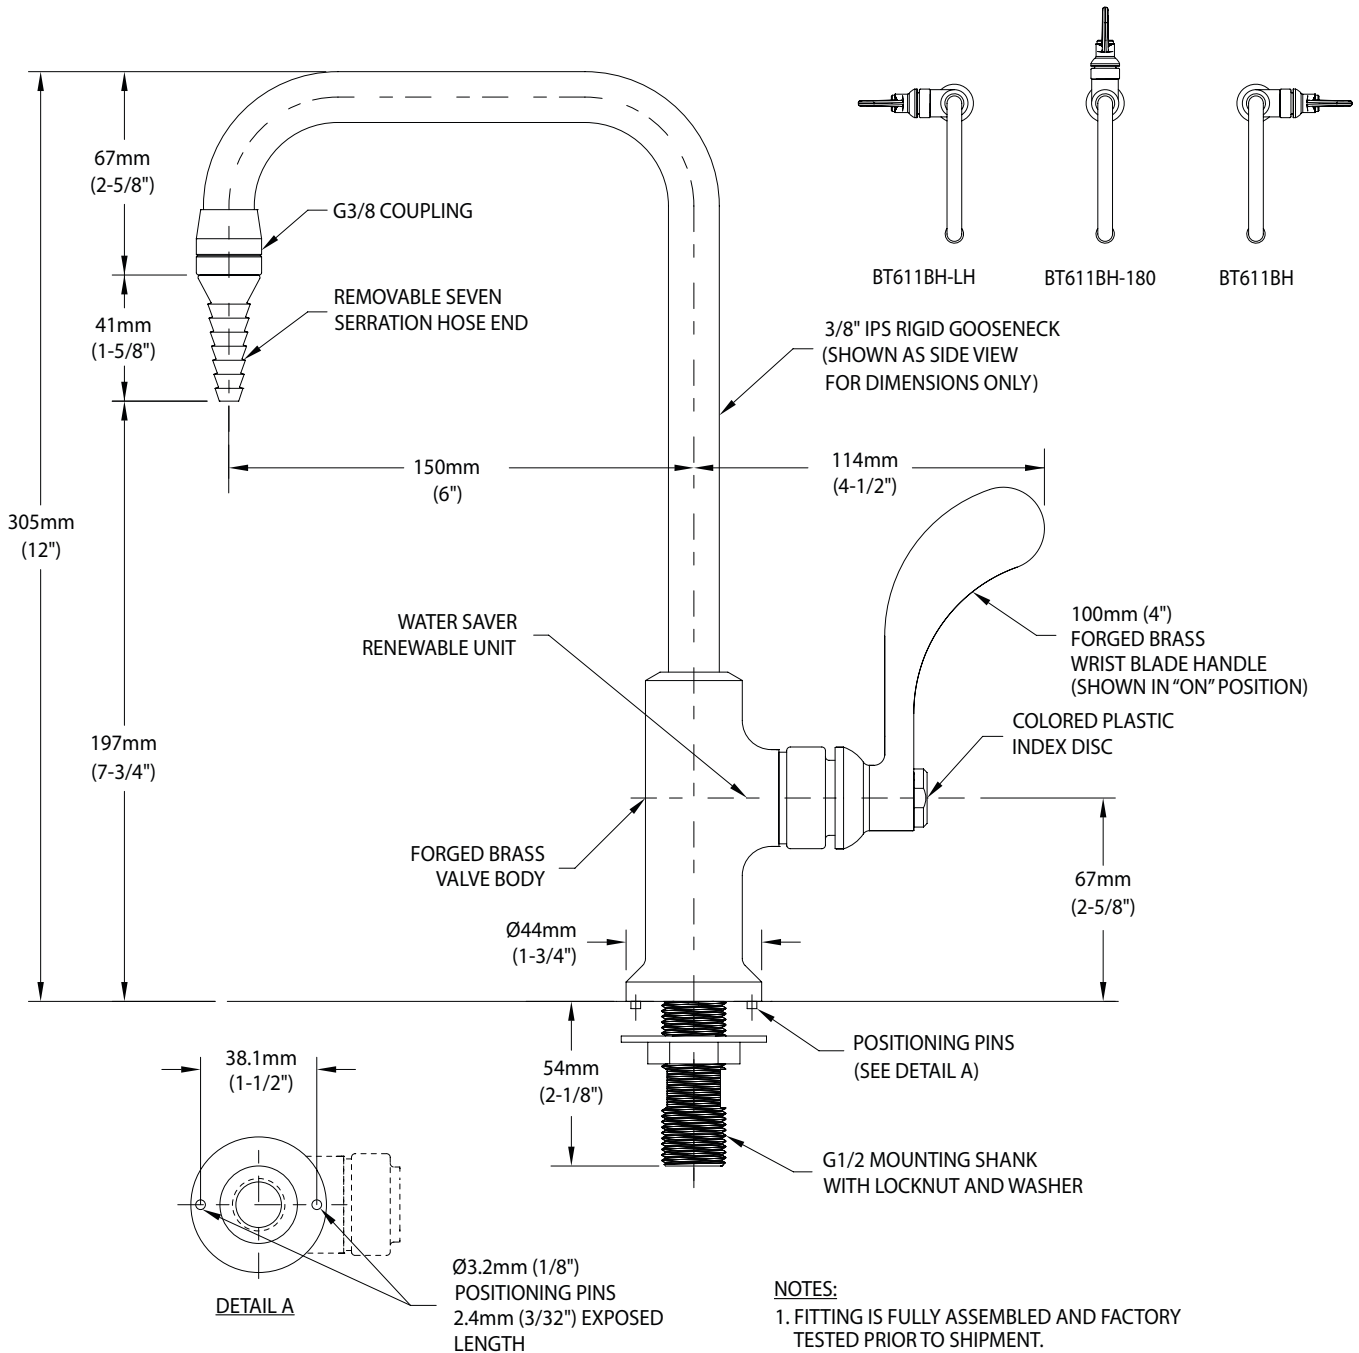 67mm
(2-5/8")
G3/8 COUPLING
BT611BH-LH
BT611BH-180
BT611BH
REMOVABLE SEVEN
SERRATION HOSE END
41mm
(1-5/8")
3/8" IPS RIGID GOOSENECK
(SHOWN AS SIDE VIEW
FOR DIMENSIONS ONLY)
150mm
(6")
114mm
(4-1/2")
305mm
(12")
WATER SAVER
RENEWABLE UNIT
100mm (4")
FORGED BRASS
WRIST BLADE HANDLE
(SHOWN IN "ON" POSITION)
COLORED PLASTIC
INDEX DISC
197mm
(7-3/4")
FORGED BRASS
VALVE BODY
67mm
(2-5/8")
Ø44mm
(1-3/4")
POSITIONING PINS
(SEE DETAIL A)
38.1mm
(1-1/2")
54mm
(2-1/8")
G1/2 MOUNTING SHANK
WITH LOCKNUT AND WASHER
DETAIL A
Ø3.2mm (1/8")
POSITIONING PINS
2.4mm (3/32") EXPOSED
LENGTH
NOTES:
1. FITTING IS FULLY ASSEMBLED AND FACTORY
TESTED PRIOR TO SHIPMENT.